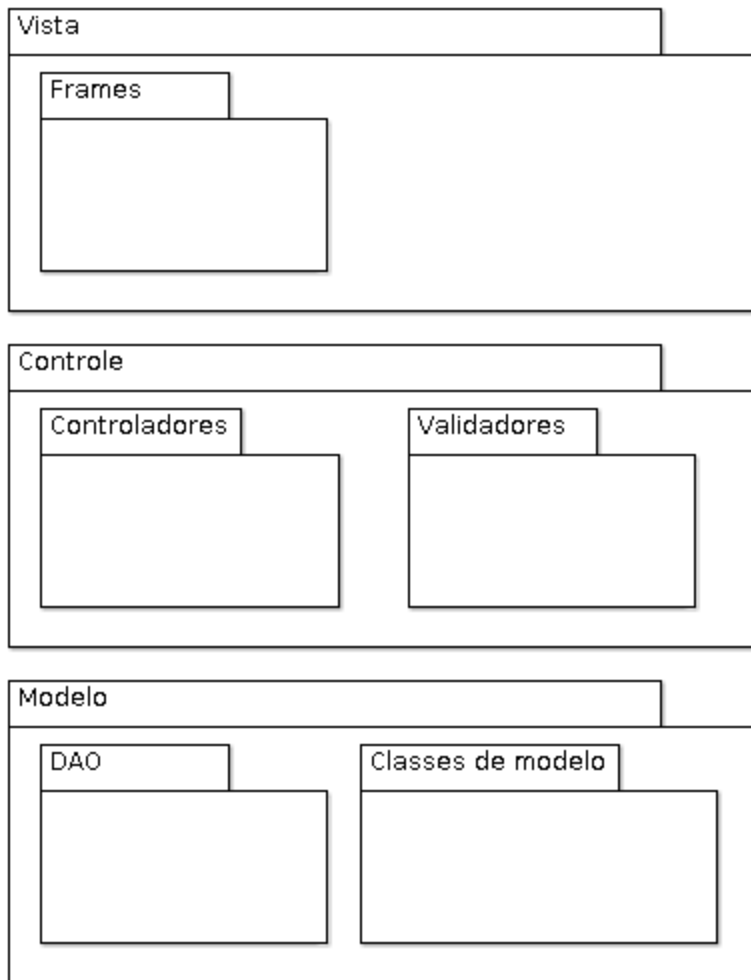 Vista
Frames
Controle
Controladores
Validadores
Modelo
DAO
Classes de modelo